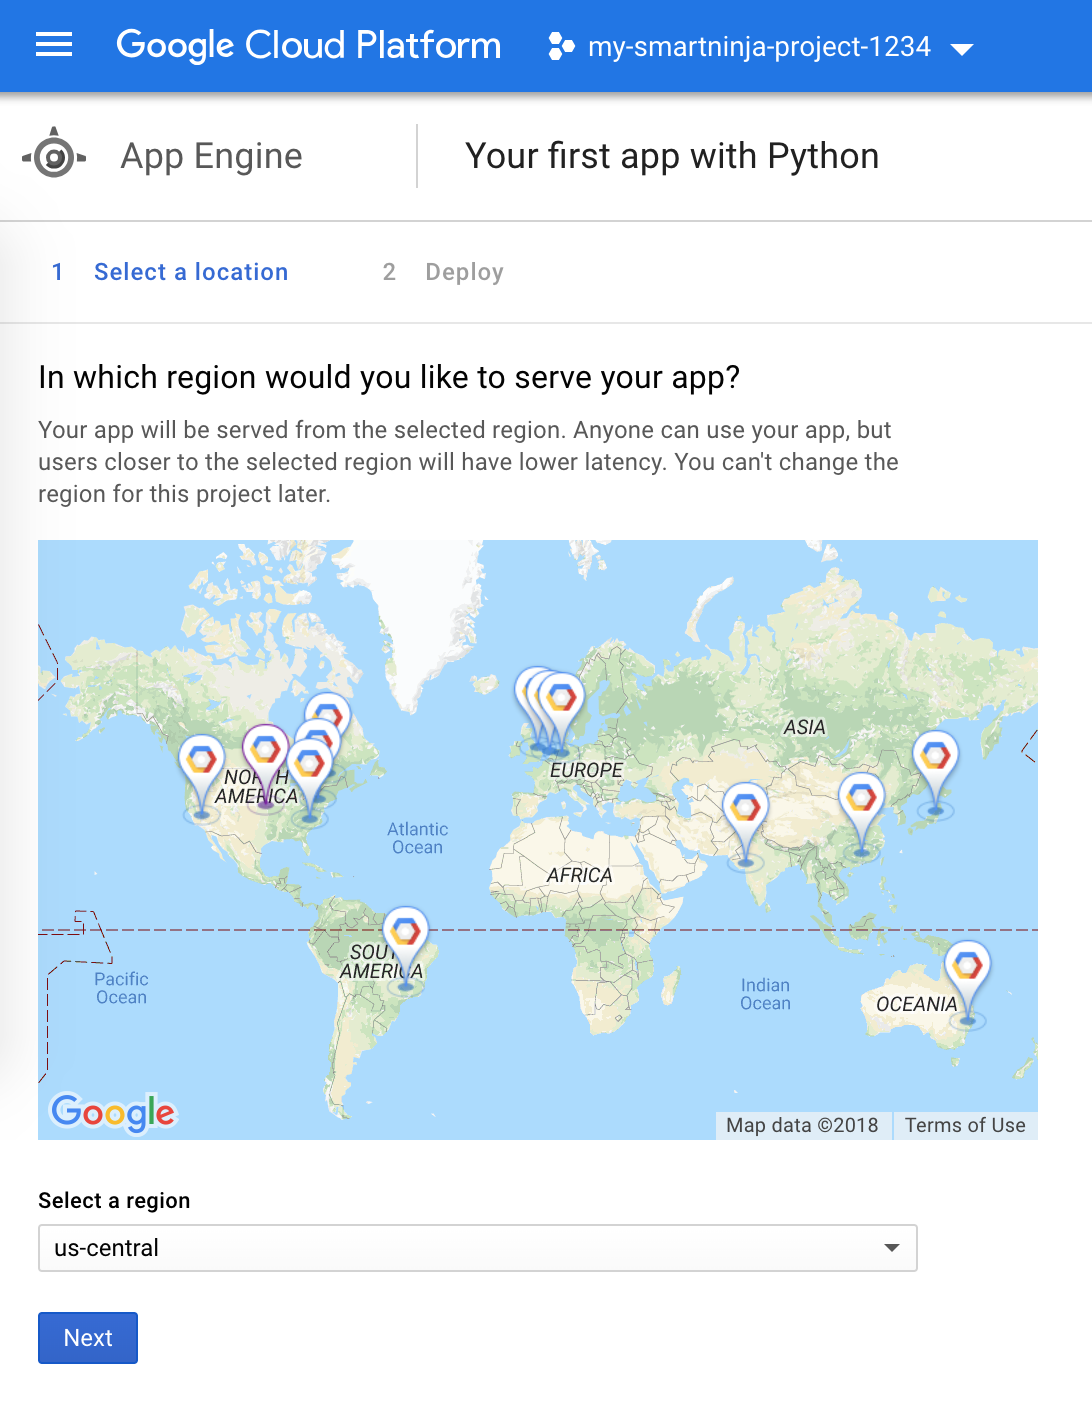 Google Cloud Platform my-smartninja-project-1234
App Engine Your first app with Python
1 Select a location 2 Deploy
In which region would you like to serve your app?
Your app will be served from the selected region. Anyone can use your app, but
users closer to the selected region will have lower latency. You can't change the
region for this project later.
ASIA
EUROPE
NORTH
AMERICA
Atlantic
Ocean
AFRICA
SOUTH
AMERICA
Pacific
Ocean
Indian
Ocean
OCEANIA
Google
Map data ©2018 Terms of Use
Select a region
us-central
Next